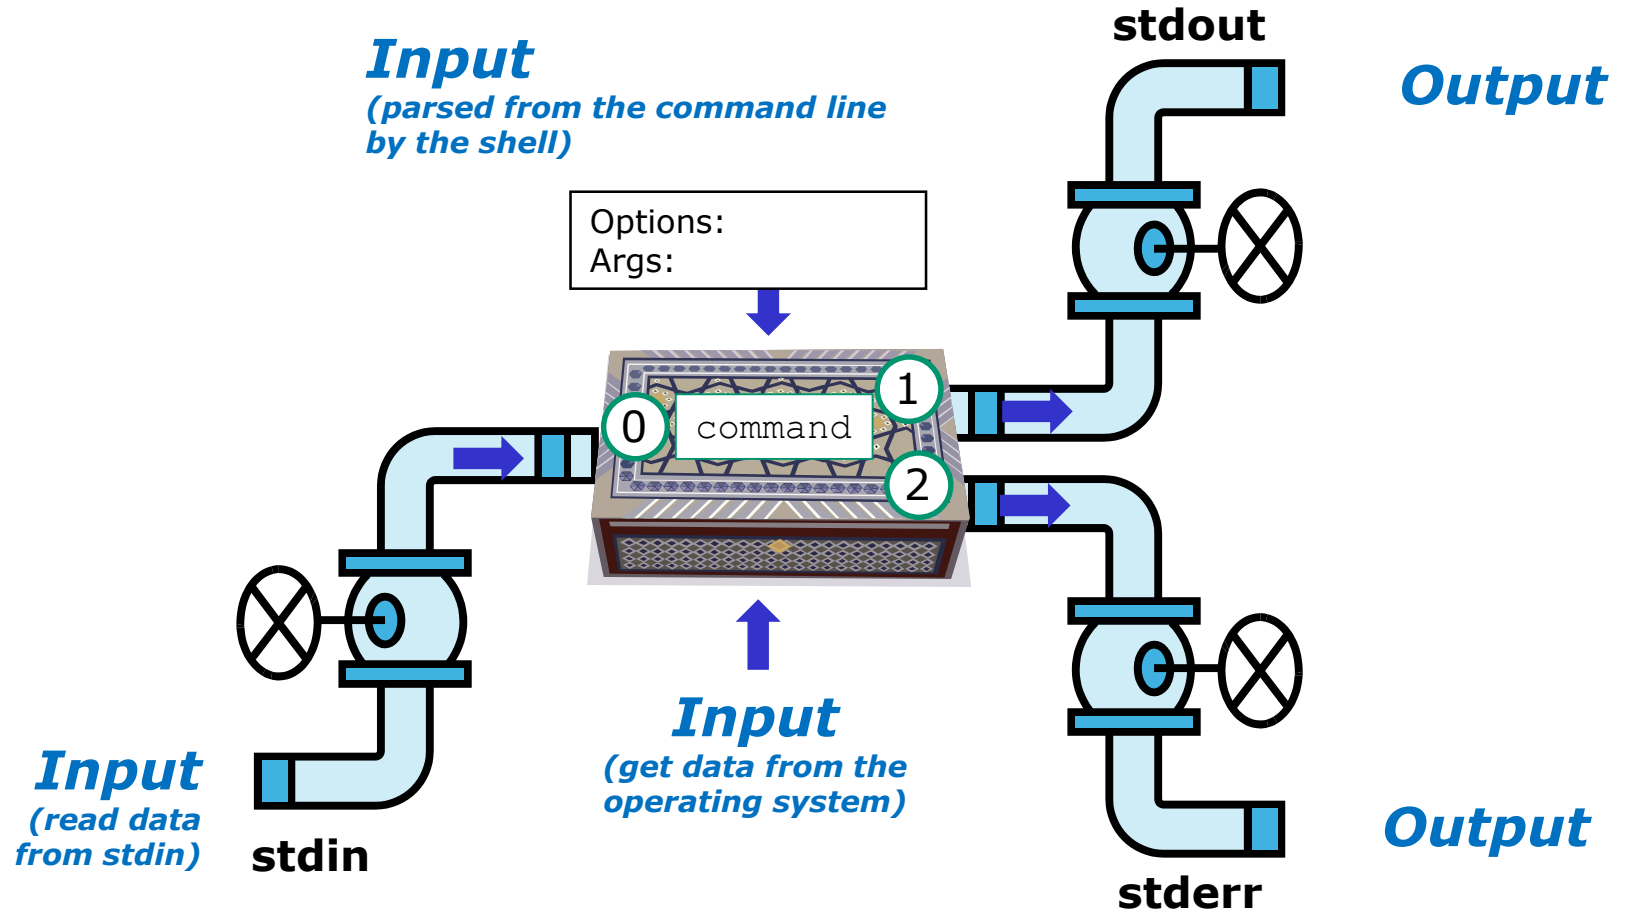 stdout
Input
(parsed from the command line
by the shell)
Output
Options:
Args:
1
0
command
2
Input
(get data from the
operating system)
Input
(read data
from stdin)
stdin
Output
stderr